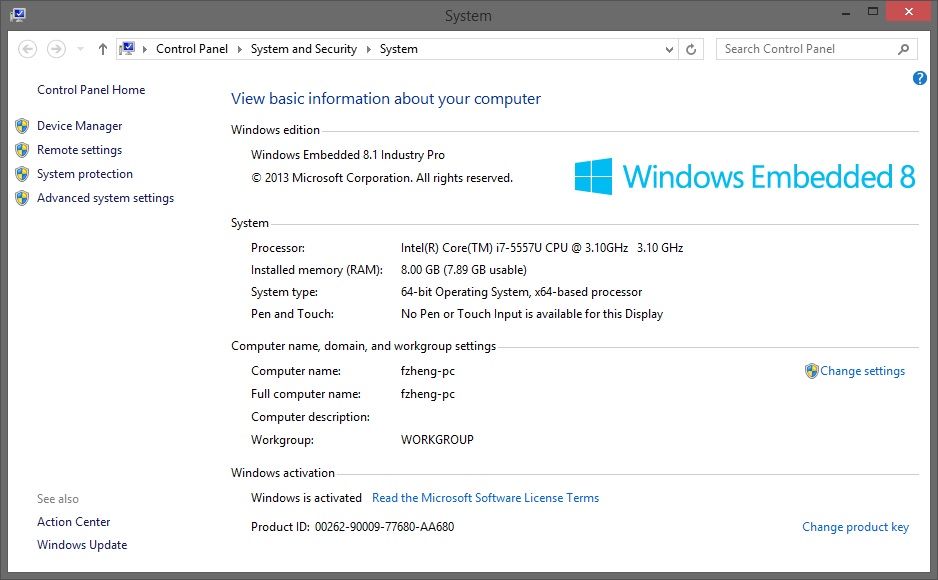 System
Control Panel System and Security System
Search Control Panel
Control Panel Home
Device Manager
Remote settings
System protection
Advanced system settings
See also
Action Center
Windows Update
View basic information about your computer
Windows edition
Windows Embedded 8.1 Industry Pro
© 2013 Microsoft Corporation. All rights reserved.
Windows Embedded 8
System
Processor: Intel(R) Core(TM) i7-5557U CPU @ 3.10GHz 3.10 GHz
Installed memory (RAM): 8.00 GB (7.89 GB usable)
System type: 64-bit Operating System, x64-based processor
Pen and Touch: No Pen or Touch Input is available for this Display
Computer name, domain, and workgroup settings
Computer name: fzheng-pc
Change settings
Full computer name: fzheng-pc
Computer description:
Workgroup: WORKGROUP
Windows activation
Windows is activated Read the Microsoft Software License Terms
Product ID: 00262-90009-77680-AA680
Change product key